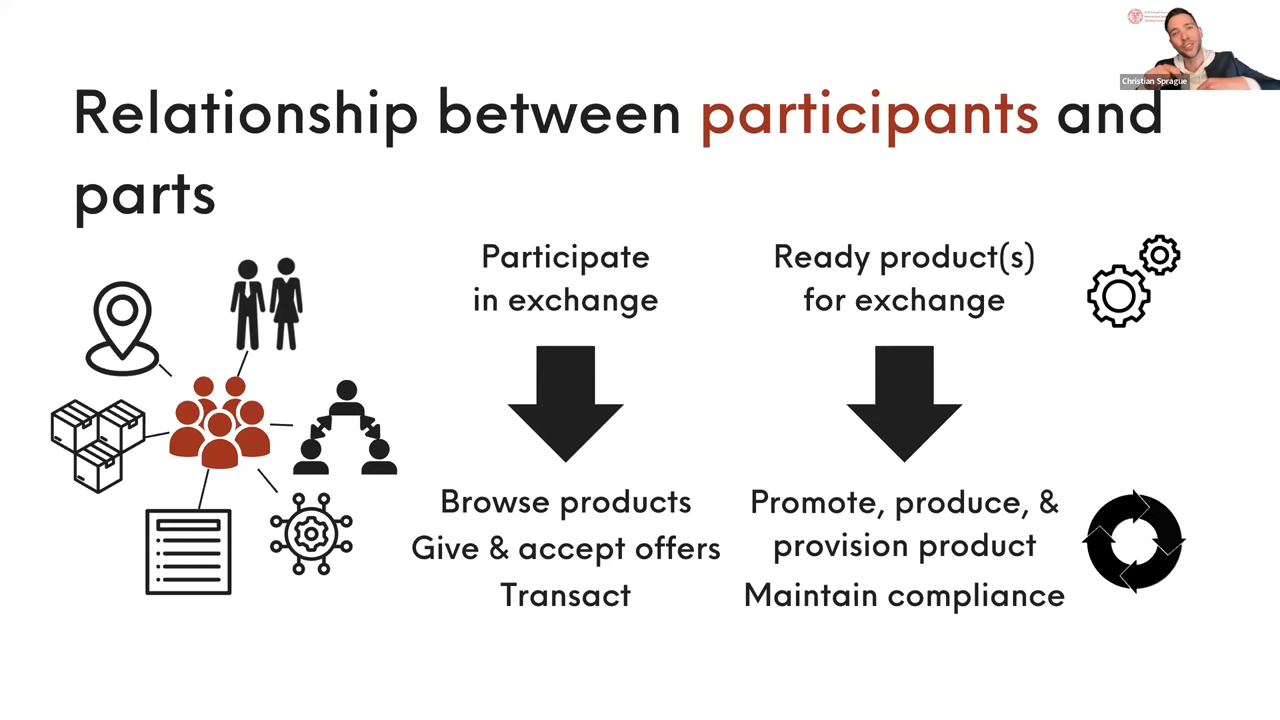 Christian Sprague
Relationship between participants and
parts
Participate
in exchange
Ready product(s)
for exchange
Browse products
Give & accept offers
Transact
Promote, produce, &
provision product
Maintain compliance